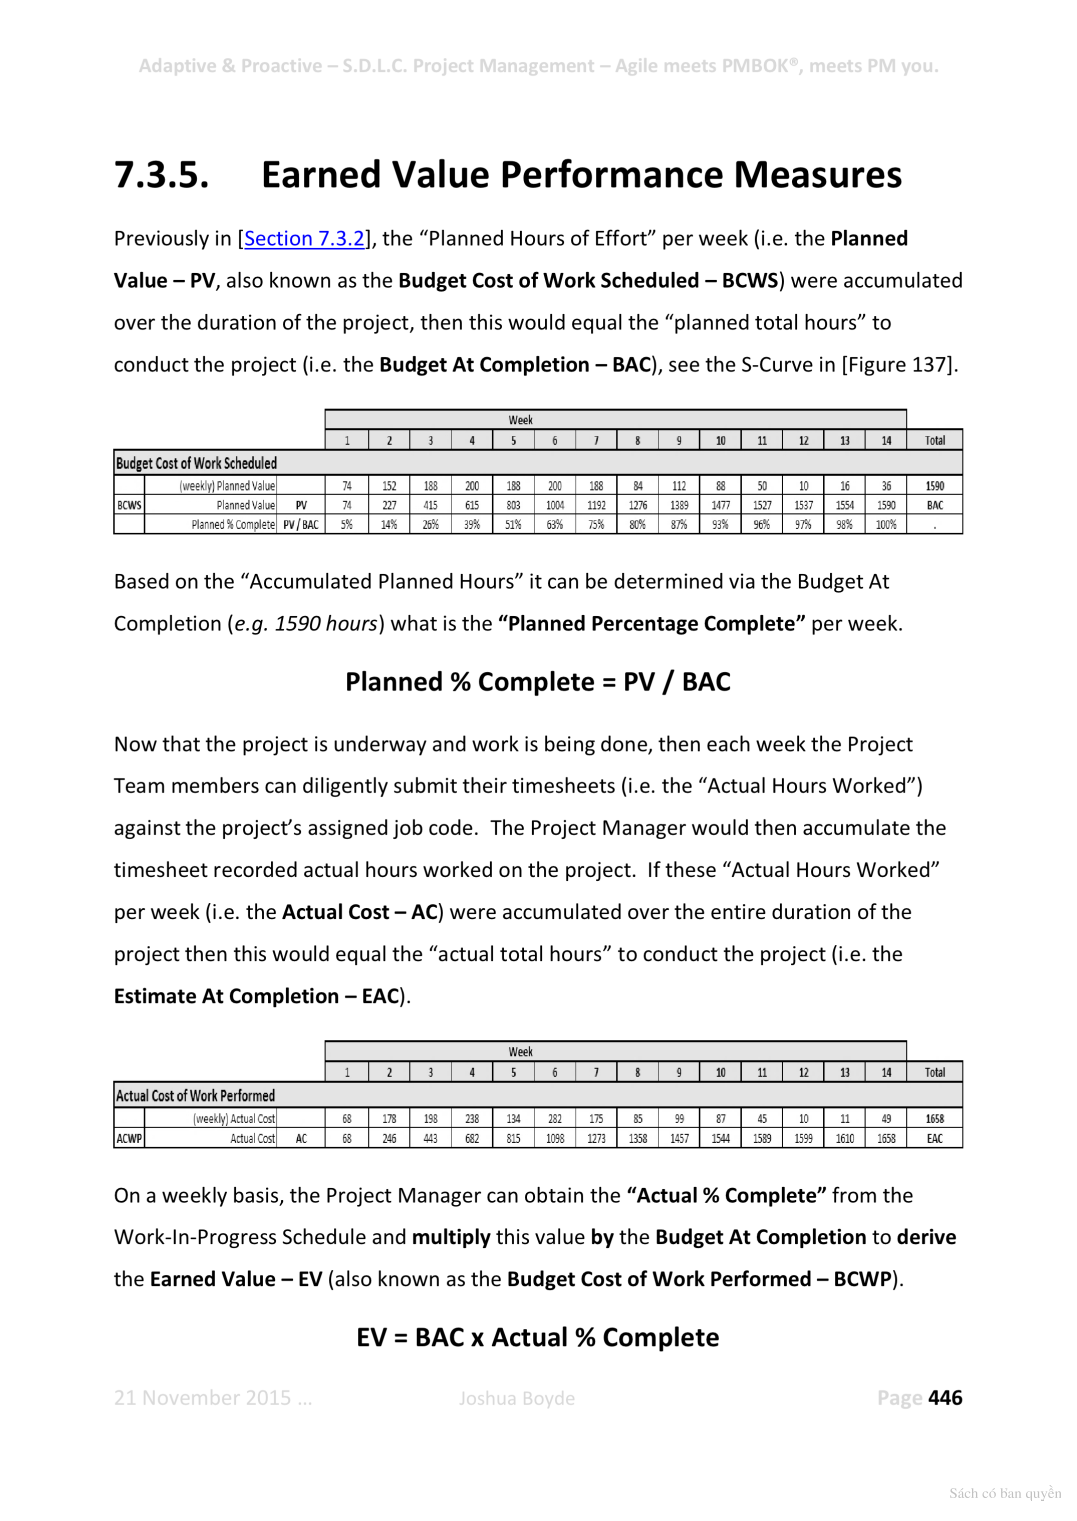 Adaptive & Proactive – S.D.L.C. Project Management – Agile meets PMBOK®, meets PM you.
7.3.5. Earned Value Performance Measures
Previously in [Section 7.3.2], the “Planned Hours of Effort” per week (i.e. the Planned
Value – PV, also known as the Budget Cost of Work Scheduled – BCWS) were accumulated
over the duration of the project, then this would equal the “planned total hours” to
conduct the project (i.e. the Budget At Completion – BAC), see the S-Curve in [Figure 137].
Week
1 2 3 4 5 6 7 8 9 10 11 12 13 14 Total
Budget Cost of Work Scheduled
(weekly) Planned Value 74 152 188 200 188 200 188 84 112 88 50 10 16 36 1590
BCWS Planned Value PV 74 227 415 615 803 1004 1192 1276 1389 1477 1527 1537 1554 1590 BAC
Planned % Complete PV / BAC 5% 14% 26% 39% 51% 63% 75% 80% 87% 93% 96% 97% 98% 100% .
Based on the “Accumulated Planned Hours” it can be determined via the Budget At
Completion (e.g. 1590 hours) what is the “Planned Percentage Complete” per week.
Planned % Complete = PV / BAC
Now that the project is underway and work is being done, then each week the Project
Team members can diligently submit their timesheets (i.e. the “Actual Hours Worked”)
against the project’s assigned job code. The Project Manager would then accumulate the
timesheet recorded actual hours worked on the project. If these “Actual Hours Worked”
per week (i.e. the Actual Cost – AC) were accumulated over the entire duration of the
project then this would equal the “actual total hours” to conduct the project (i.e. the
Estimate At Completion – EAC).
Week
1 2 3 4 5 6 7 8 9 10 11 12 13 14 Total
Actual Cost of Work Performed
(weekly) Actual Cost 68 178 198 238 134 282 175 85 99 87 45 10 11 49 1658
ACWP Actual Cost AC 68 246 443 682 815 1098 1273 1358 1457 1544 1589 1599 1610 1658 EAC
On a weekly basis, the Project Manager can obtain the “Actual % Complete” from the
Work-In-Progress Schedule and multiply this value by the Budget At Completion to derive
the Earned Value – EV (also known as the Budget Cost of Work Performed – BCWP).
EV = BAC x Actual % Complete
21 November 2015 … Joshua Boyde Page 446
Sách có bản quyền